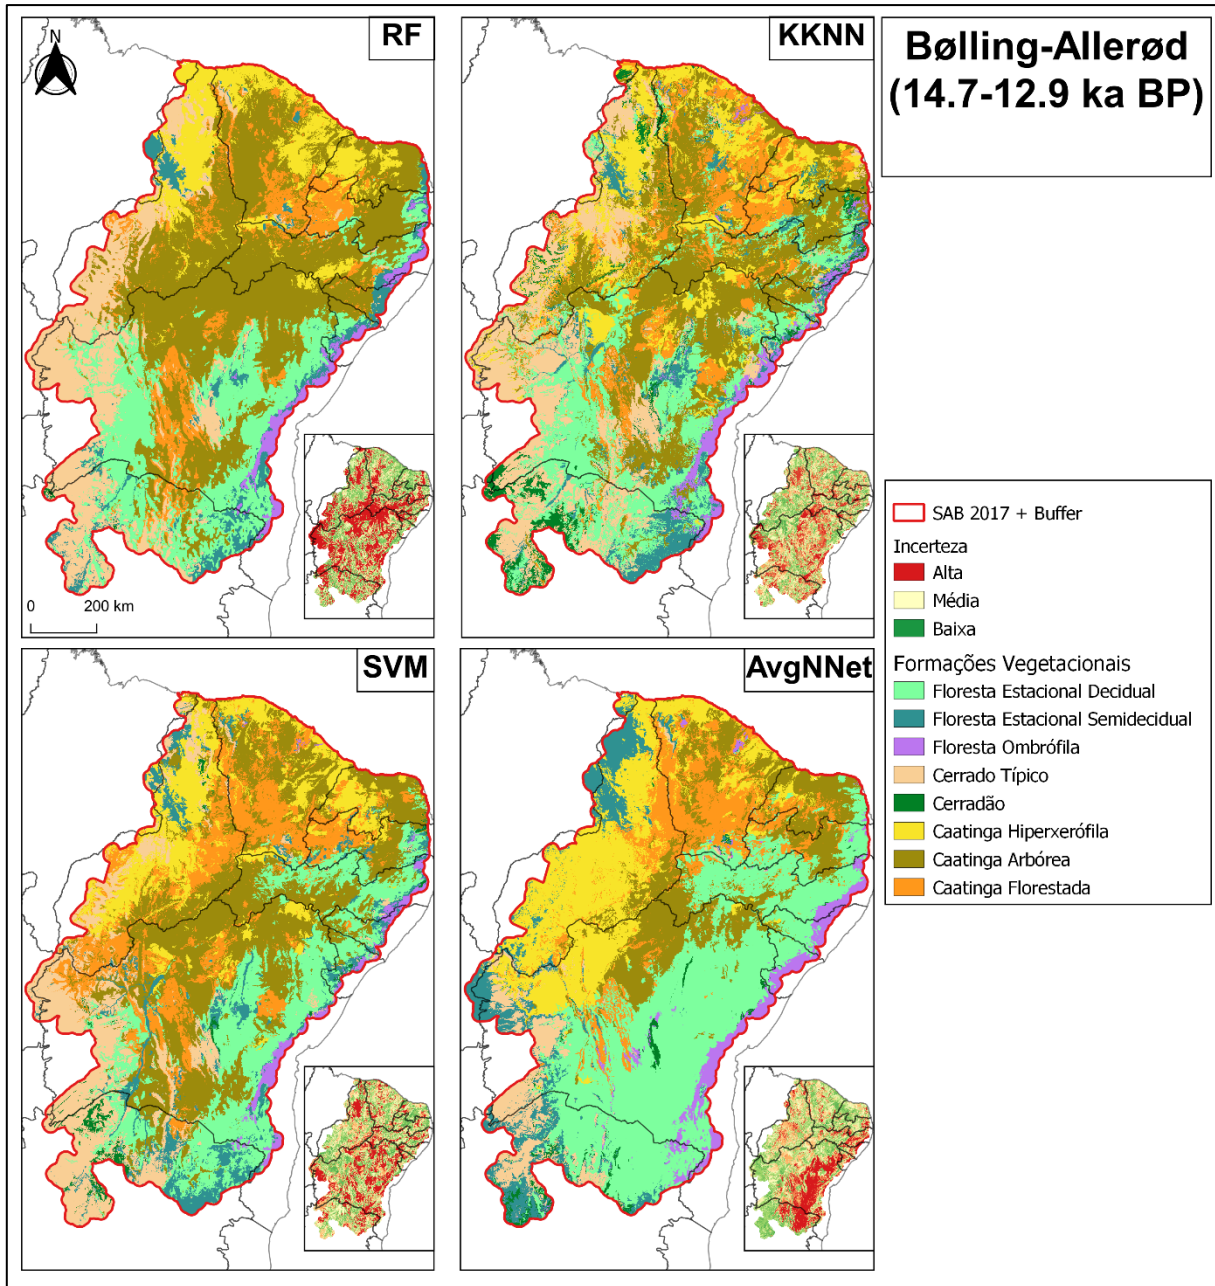 RF
KKNN
Bølling-Allerød
(14.7-12.9 ka BP)
N
0 200 km
SVM
AvgNNet
SAB 2017 + Buffer
Incerteza
Alta
Média
Baixa
Formações Vegetacionais
Floresta Estacional Decidual
Floresta Estacional Semidecidual
Floresta Ombrófila
Cerrado Típico
Cerradão
Caatinga Hiperxerófila
Caatinga Arbórea
Caatinga Florestada